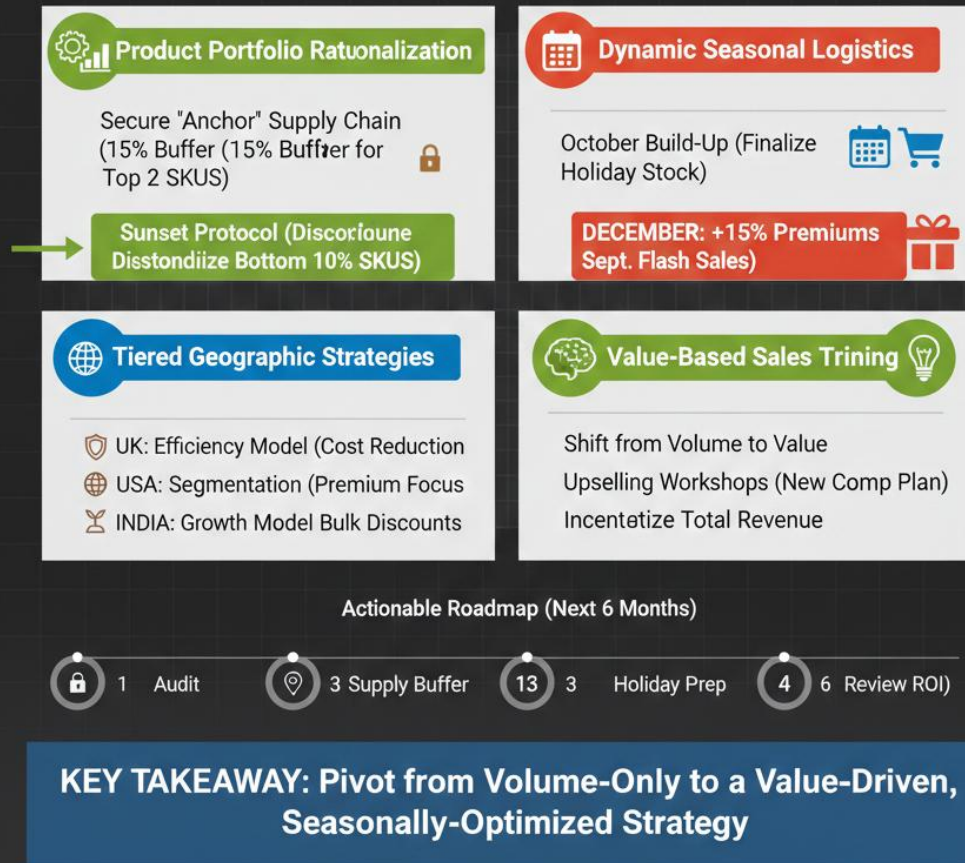 Product Portfolio Ratuonalization
Secure "Anchor" Supply Chain
(15% Buffer (15% Buffer for
Top 2 SKUS)
Sunset Protocol (Discorioune
Disstondiize Bottom 10% SKUS)
Dynamic Seasonal Logistics
October Build-Up (Finalize
Holiday Stock)
DECEMBER: +15% Premiums
Sept. Flash Sales)
Tiered Geographic Strategies
UK: Efficiency Model (Cost Reduction
USA: Segmentation (Premium Focus
INDIA: Growth Model Bulk Discounts
Value-Based Sales Trining
Shift from Volume to Value
Upselling Workshops (New Comp Plan)
Incentetize Total Revenue
Actionable Roadmap (Next 6 Months)
1 Audit
3 Supply Buffer
13 3 Holiday Prep
4 6 Review ROI)
KEY TAKEAWAY: Pivot from Volume-Only to a Value-Driven,
Seasonally-Optimized Strategy